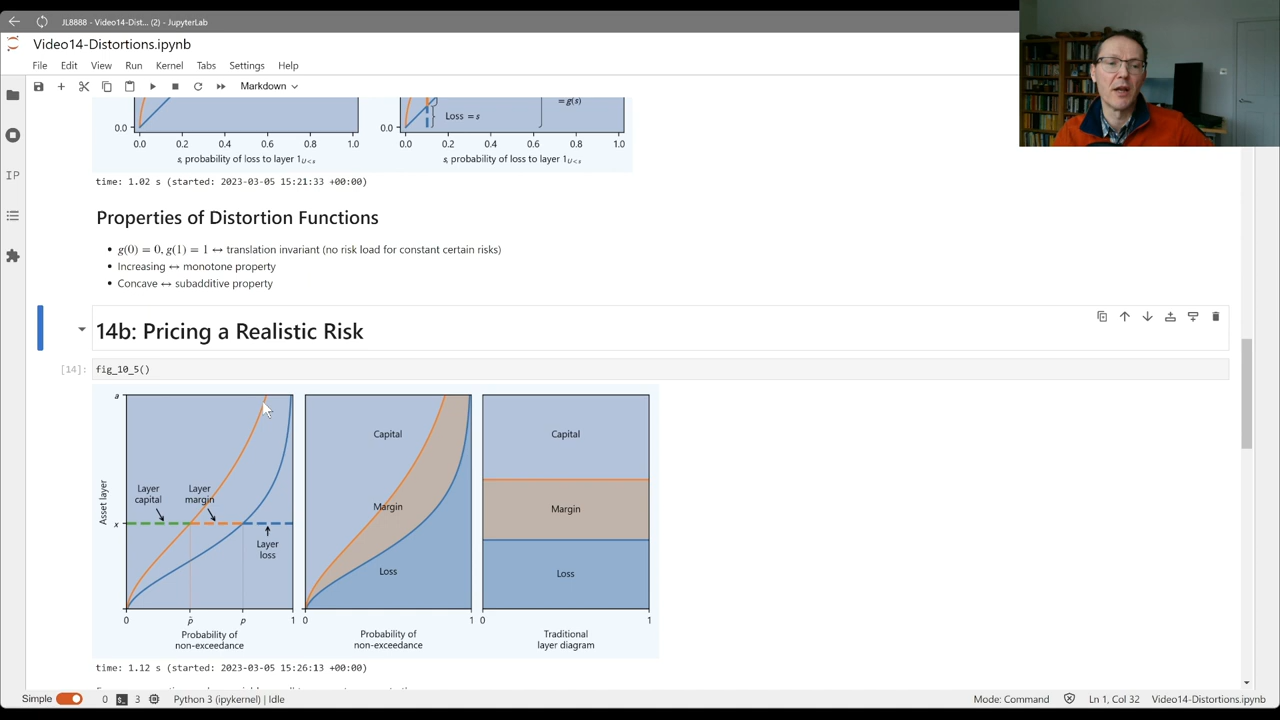 JL8888 - Video14-Dist... (2) - JupyterLab
Video14-Distortions.ipynb
File Edit View Run Kernel Tabs Settings Help
Markdown
0.0
0.0 0.2 0.4 0.6 0.8 1.0
s, probability of loss to layer 1_{U<s}
= g(s)
Loss = s
0.0
0.0 0.2 0.4 0.6 0.8 1.0
s, probability of loss to layer 1_{U<s}
time: 1.02 s (started: 2023-03-05 15:21:33 +00:00)
Properties of Distortion Functions
• g(0) = 0, g(1) = 1 ↔ translation invariant (no risk load for constant certain risks)
• Increasing ↔ monotone property
• Concave ↔ subadditive property
14b: Pricing a Realistic Risk
[14]: fig_10_5()
a
Asset layer
x
Layer
capital
Layer
margin
Layer
loss
0 p̂ p 1
Probability of
non-exceedance
Capital
Margin
Loss
0 1
Probability of
non-exceedance
Capital
Margin
Loss
0 1
Traditional
layer diagram
time: 1.12 s (started: 2023-03-05 15:26:13 +00:00)
Simple 0 3 Python 3 (ipykernel) | Idle Mode: Command Ln 1, Col 32 Video14-Distortions.ipynb